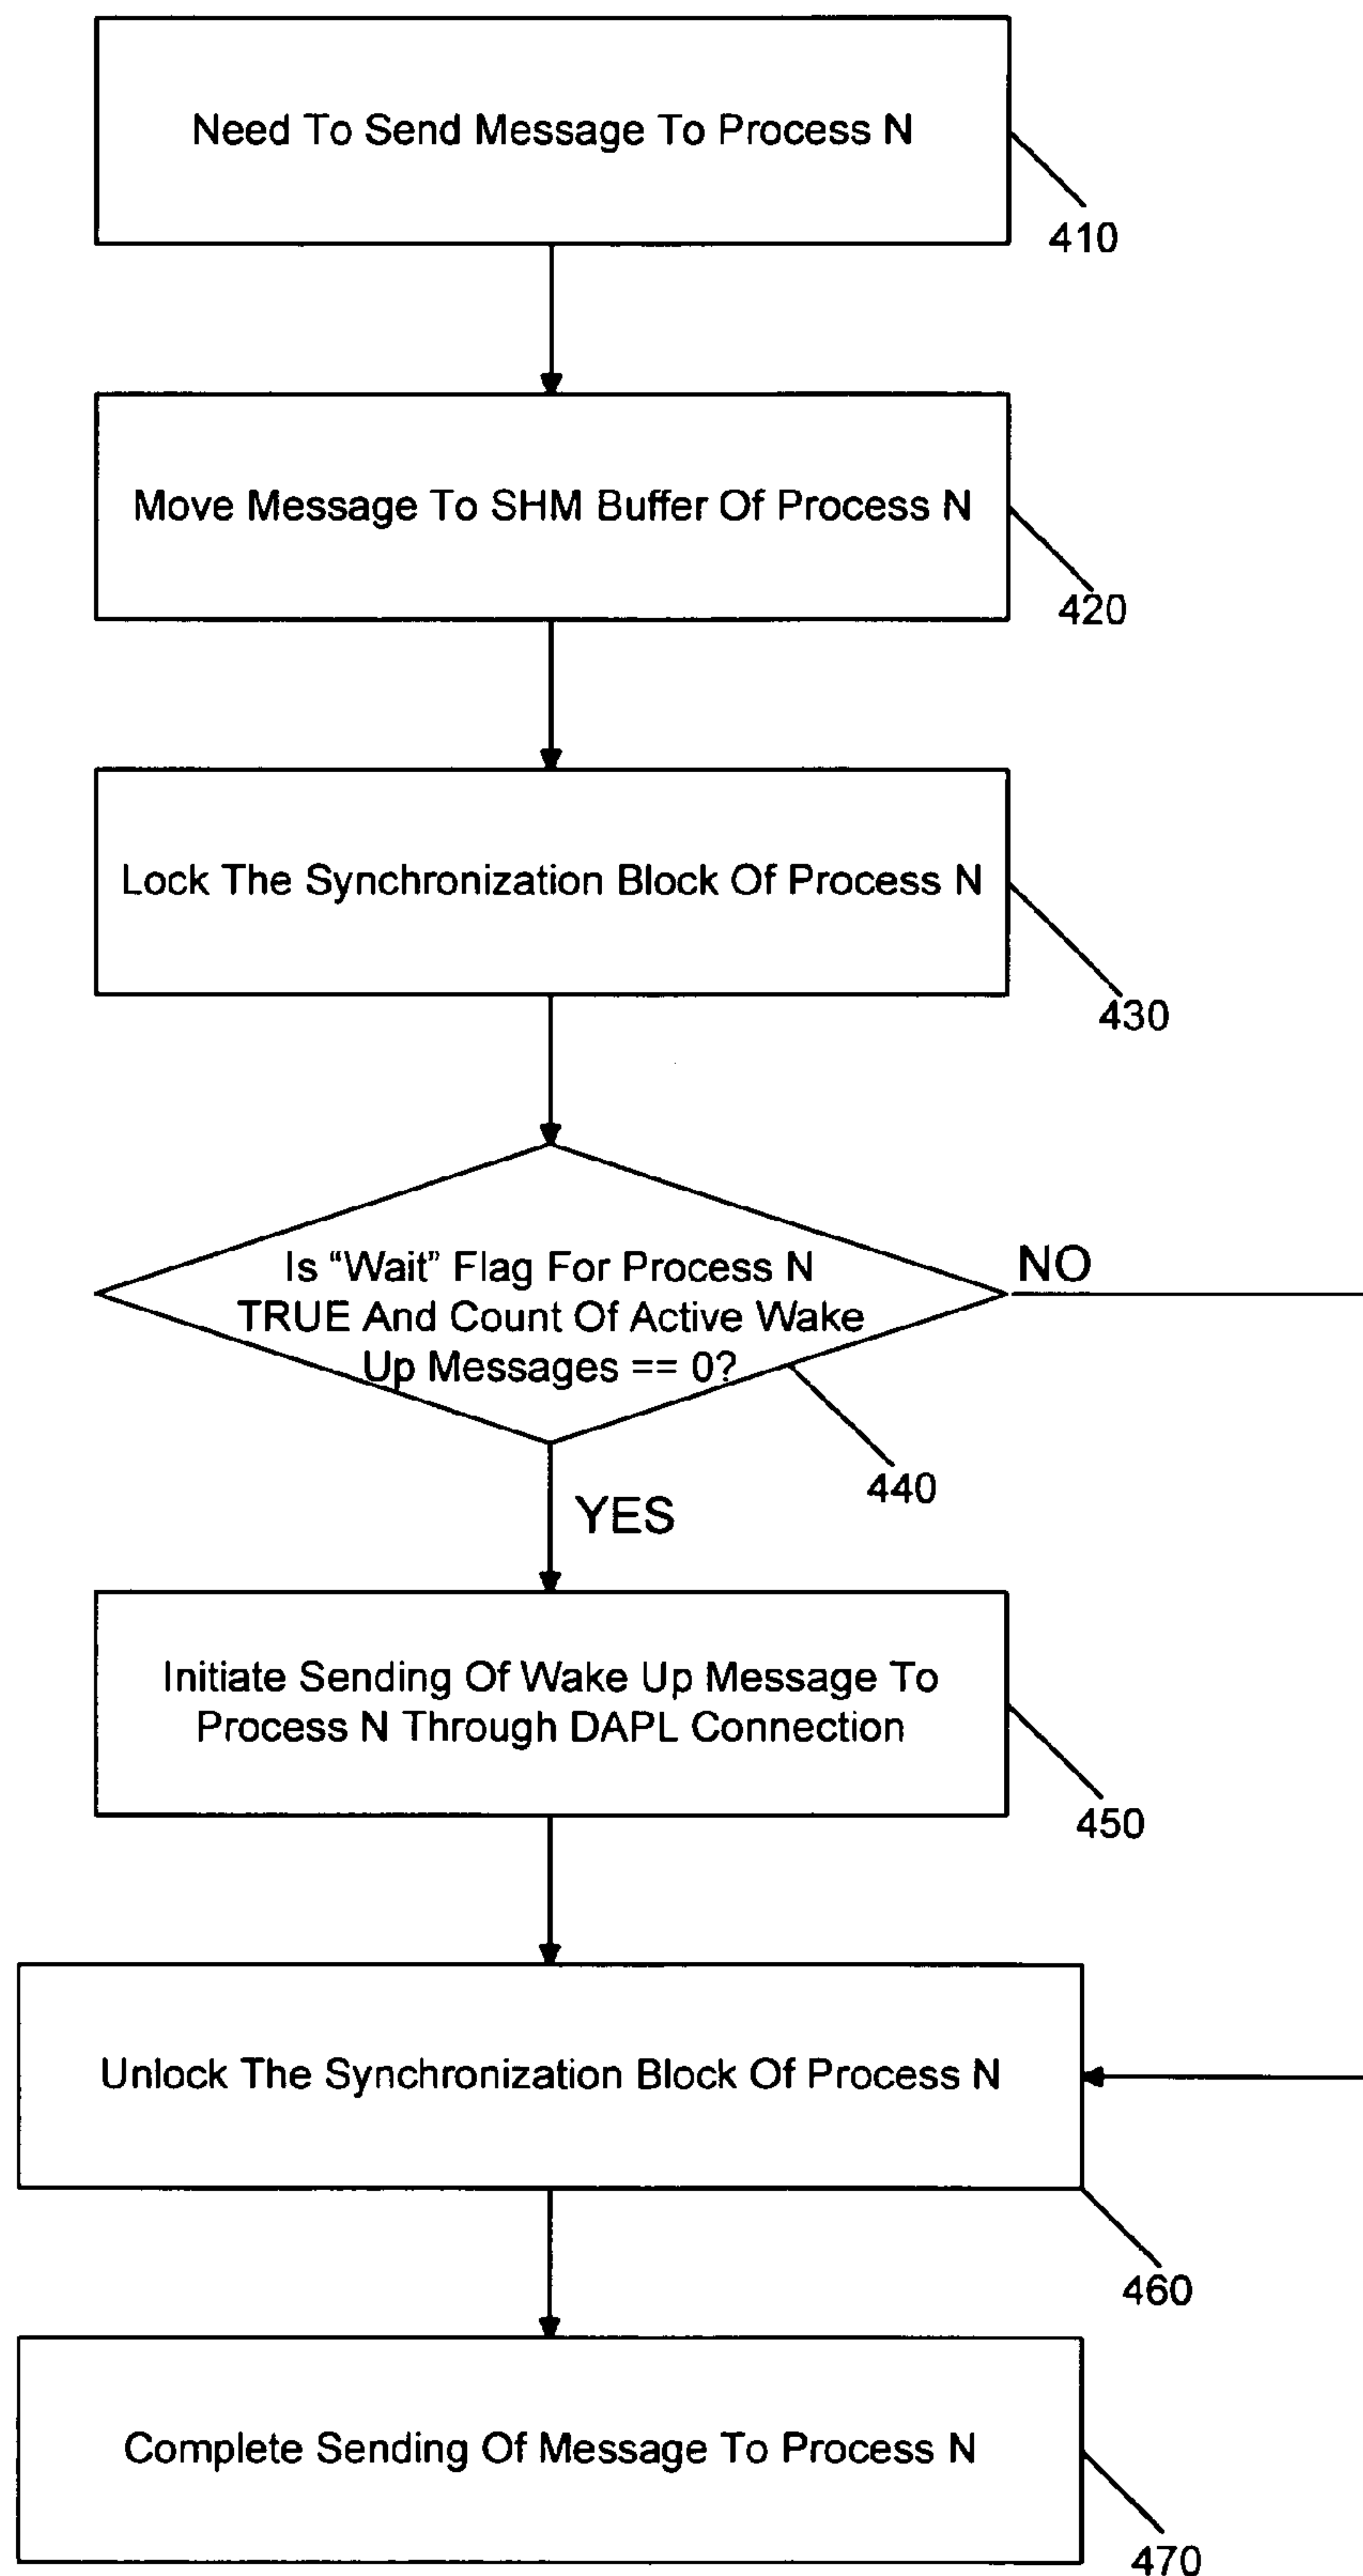 Need To Send Message To Process N
410
Move Message To SHM Buffer Of Process N
420
Lock The Synchronization Block Of Process N
430
Is “Wait” Flag For Process N
TRUE And Count Of Active Wake
Up Messages == 0?
NO
440
YES
Initiate Sending Of Wake Up Message To
Process N Through DAPL Connection
450
Unlock The Synchronization Block Of Process N
460
Complete Sending Of Message To Process N
470